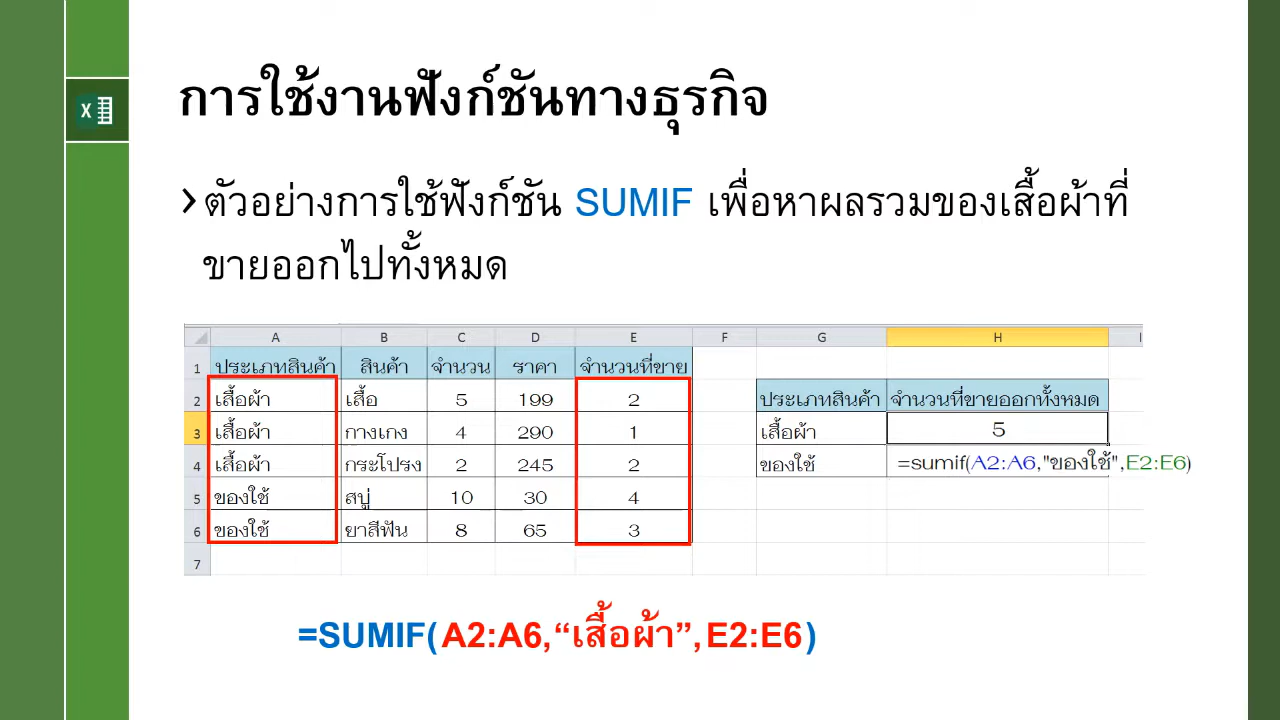 การใช้งานฟังก์ชันทางธุรกิจ
ตัวอย่างการใช้ฟังก์ชัน SUMIF เพื่อหาผลรวมของเสื้อผ้าที่
ขายออกไปทั้งหมด
A B C D E F G H I
1 ประเภทสินค้า สินค้า จำนวน ราคา จำนวนที่ขาย
2 เสื้อผ้า เสื้อ 5 199 2 ประเภทสินค้า จำนวนที่ขายออกทั้งหมด
3 เสื้อผ้า กางเกง 4 290 1 เสื้อผ้า 5
4 เสื้อผ้า กระโปรง 2 245 2 ของใช้ =sumif(A2:A6,"ของใช้",E2:E6)
5 ของใช้ สบู่ 10 30 4
6 ของใช้ ยาสีฟัน 8 65 3
7
=SUMIF(A2:A6,“เสื้อผ้า”,E2:E6)